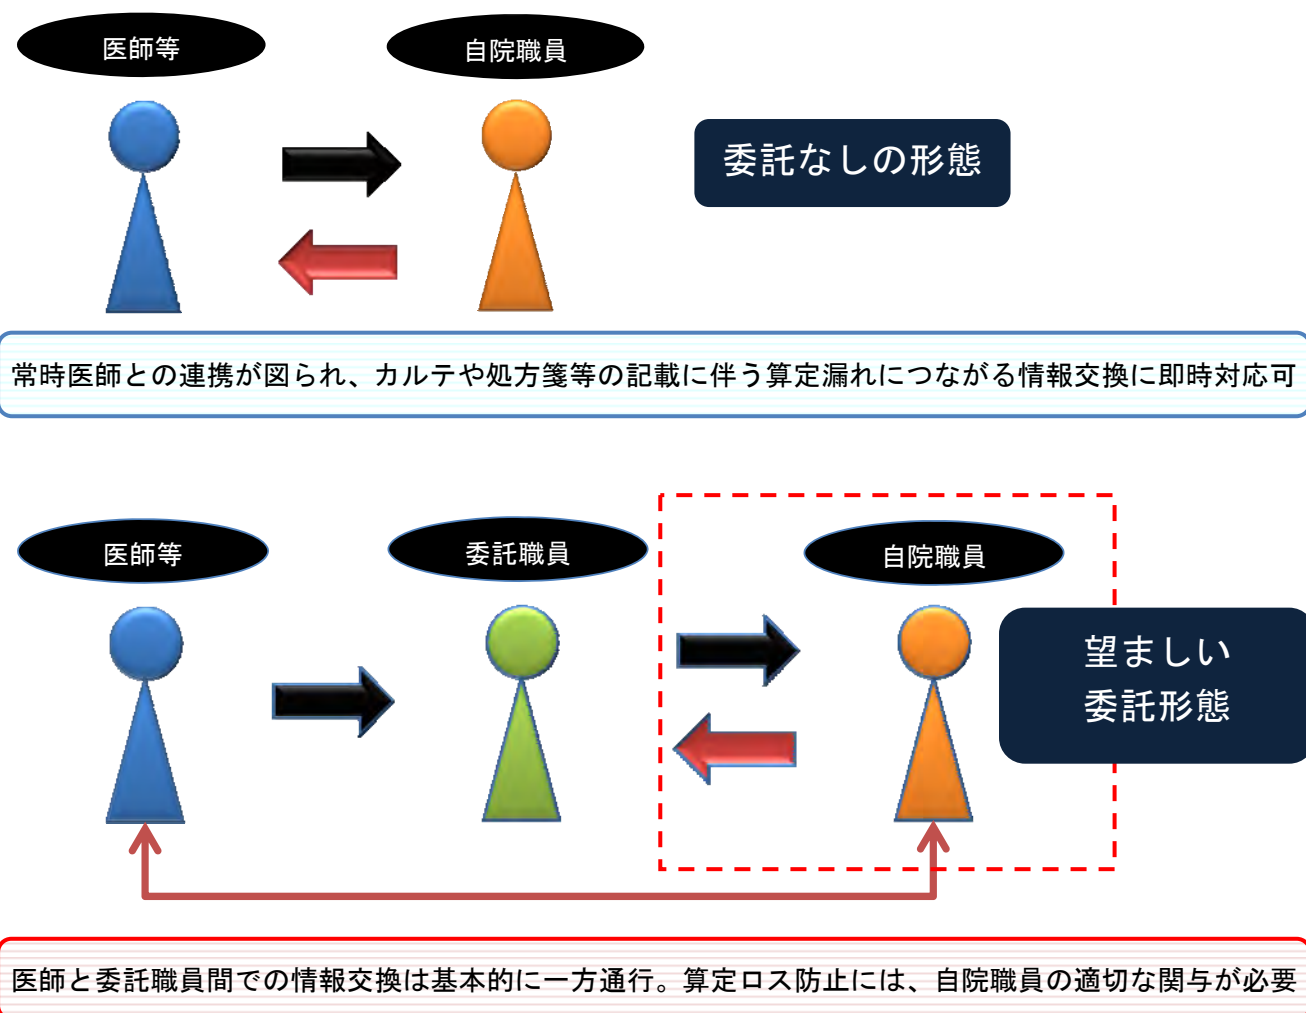 医師等
自院職員
委託なしの形態
常時医師との連携が図られ、カルテや処方箋等の記載に伴う算定漏れにつながる情報交換に即時対応可
医師等
委託職員
自院職員
望ましい
委託形態
医師と委託職員間での情報交換は基本的に一方通行。算定ロス防止には、自院職員の適切な関与が必要